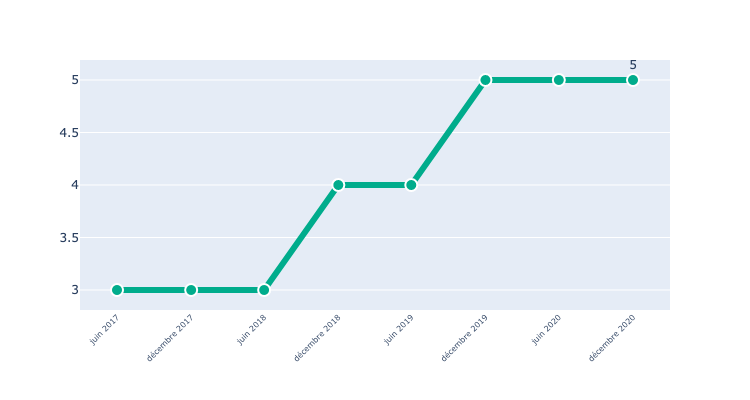 5
5
4.5
4
3.5
3
juin 2017
décembre 2017
juin 2018
décembre 2018
juin 2019
décembre 2019
juin 2020
décembre 2020